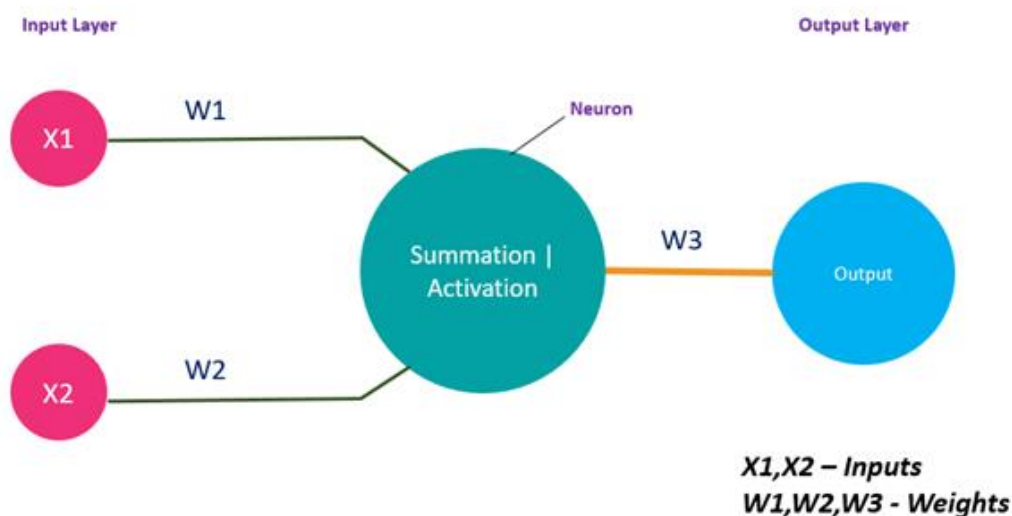 Input Layer
Output Layer
W1
Neuron
X1
Summation |
Activation
W3
Output
W2
X2
X1,X2 – Inputs
W1,W2,W3 - Weights